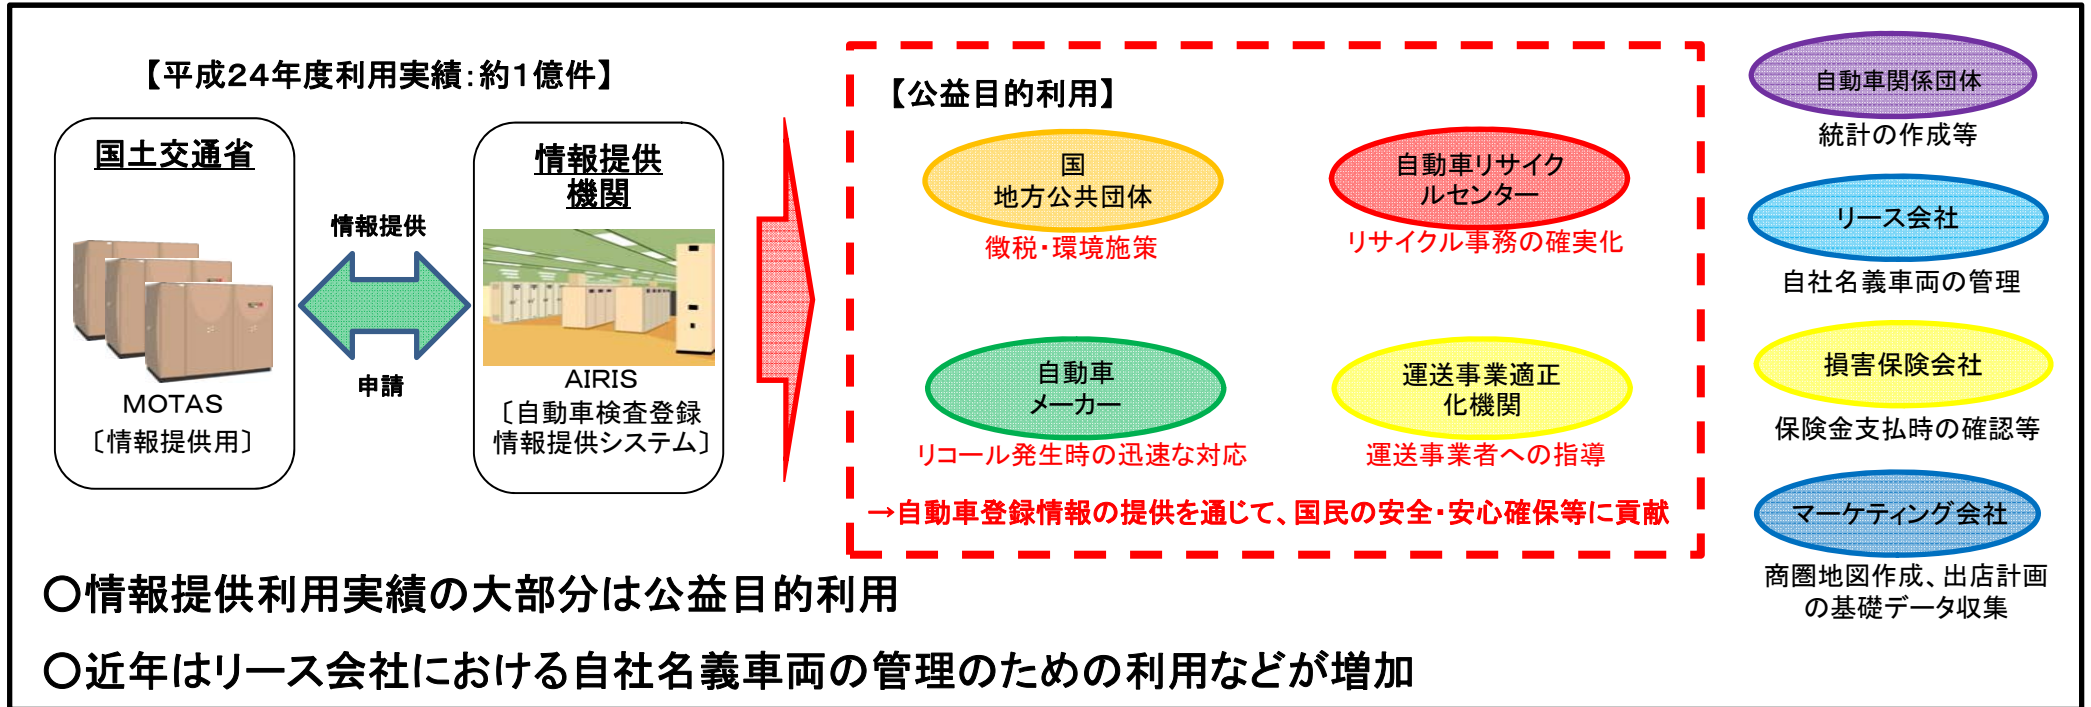 【平成24年度利用実績：約1億件】
国土交通省
MOTAS
〔情報提供用〕
情報提供
申請
情報提供
機関
AIRIS
〔自動車検査登録
情報提供システム〕
【公益目的利用】
国
地方公共団体
徴税・環境施策
自動車リサイク
ルセンター
リサイクル事務の確実化
自動車
メーカー
リコール発生時の迅速な対応
運送事業適正
化機関
運送事業者への指導
→自動車登録情報の提供を通じて、国民の安全・安心確保等に貢献
自動車関係団体
統計の作成等
リース会社
自社名義車両の管理
損害保険会社
保険金支払時の確認等
マーケティング会社
商圏地図作成、出店計画
の基礎データ収集
○情報提供利用実績の大部分は公益目的利用
○近年はリース会社における自社名義車両の管理のための利用などが増加